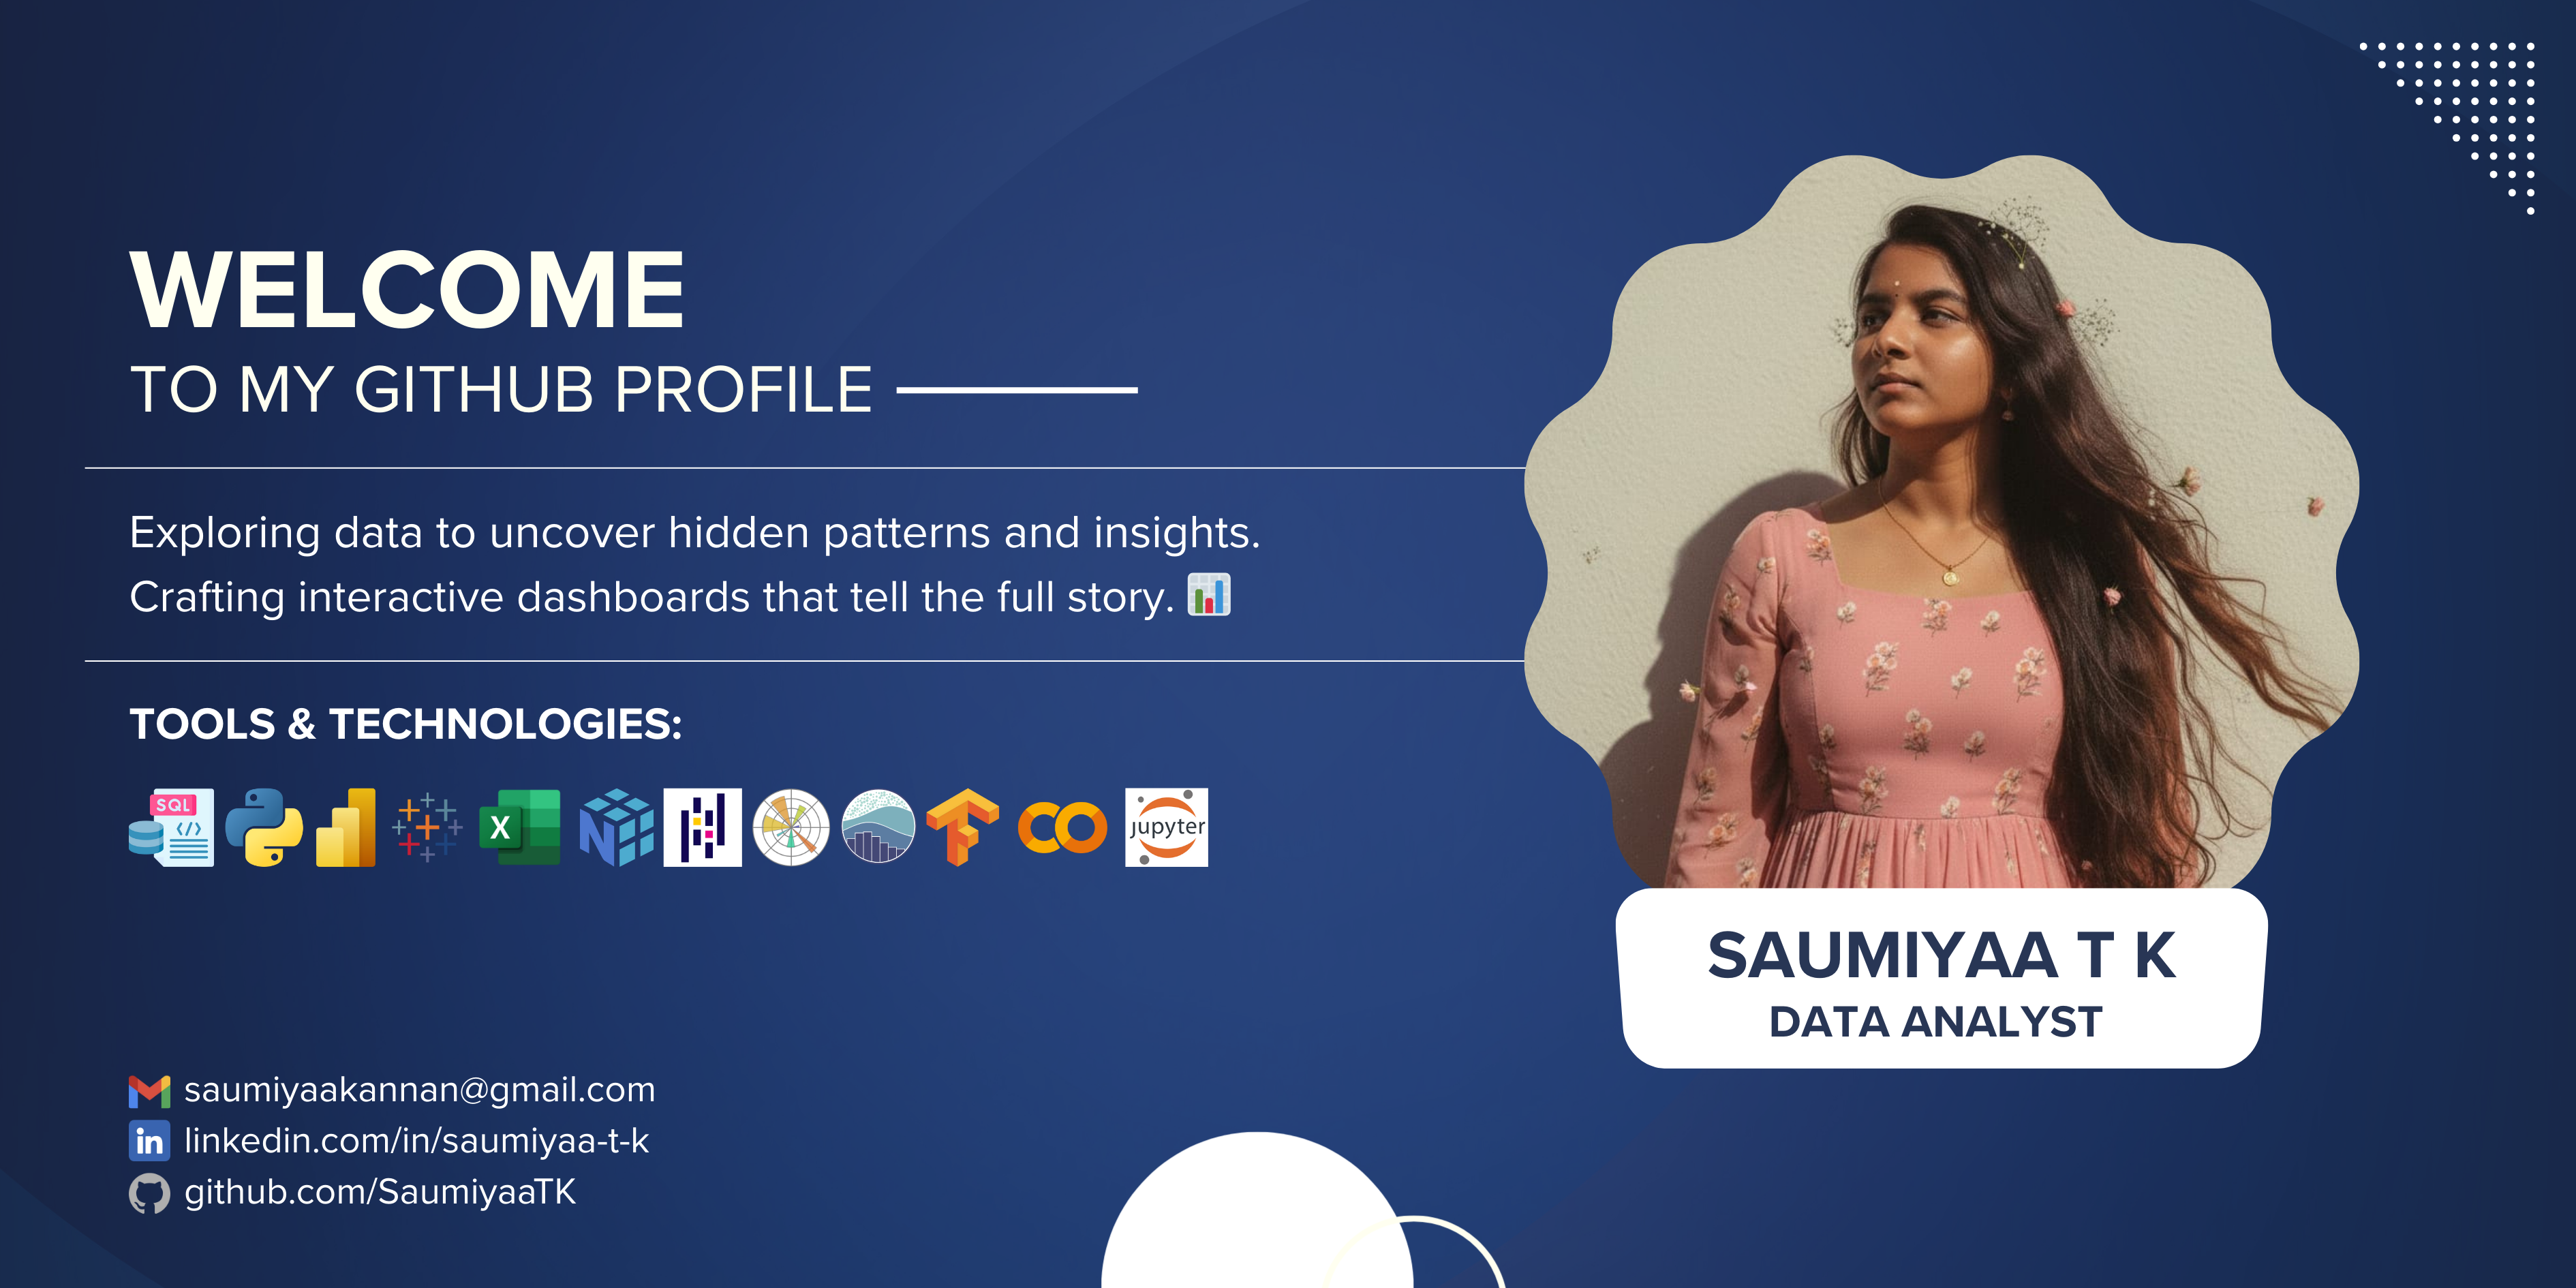 WELCOME
TO MY GITHUB PROFILE
Exploring data to uncover hidden patterns and insights.
Crafting interactive dashboards that tell the full story.
TOOLS & TECHNOLOGIES:
SQL
</>
X
jupyter
SAUMIYAA T K
DATA ANALYST
saumiyaakannan@gmail.com
in linkedin.com/in/saumiyaa-t-k
github.com/SaumiyaaTK